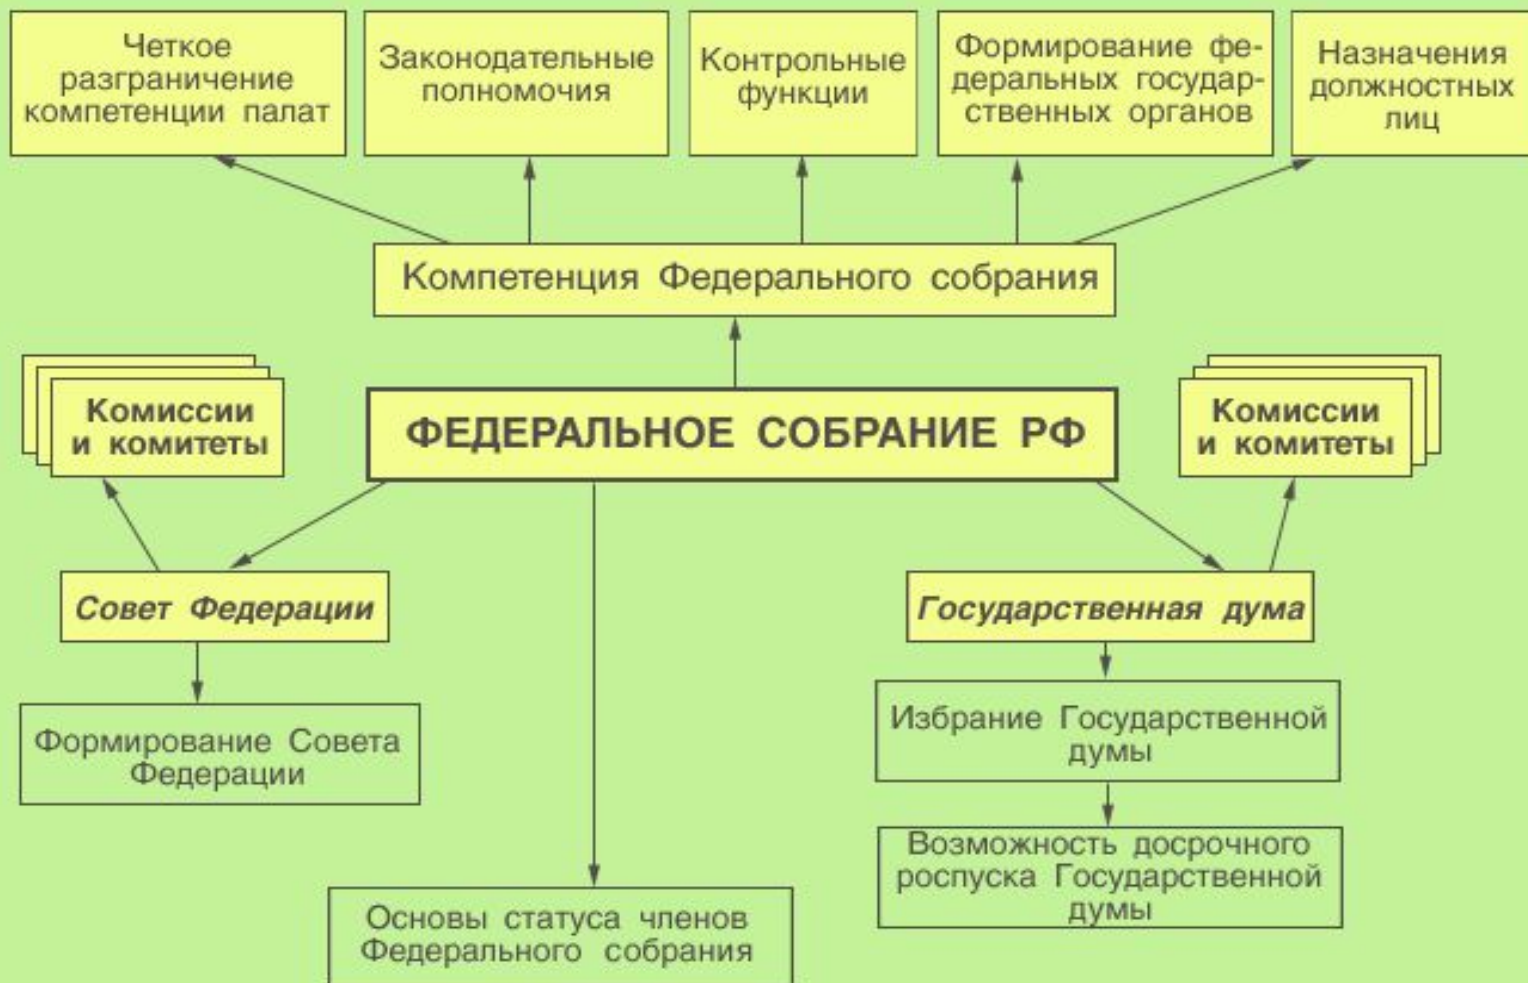 Четкое
разграничение
компетенции палат
Законодательные
полномочия
Контрольные
функции
Формирование фе-
деральных государ-
ственных органов
Назначения
должностных
лиц
Компетенция Федерального собрания
Комиссии
и комитеты
ФЕДЕРАЛЬНОЕ СОБРАНИЕ РФ
Комиссии
и комитеты
Совет Федерации
Государственная дума
Формирование Совета
Федерации
Избрание Государственной
думы
Возможность досрочного
роспуска Государственной
думы
Основы статуса членов
Федерального собрания